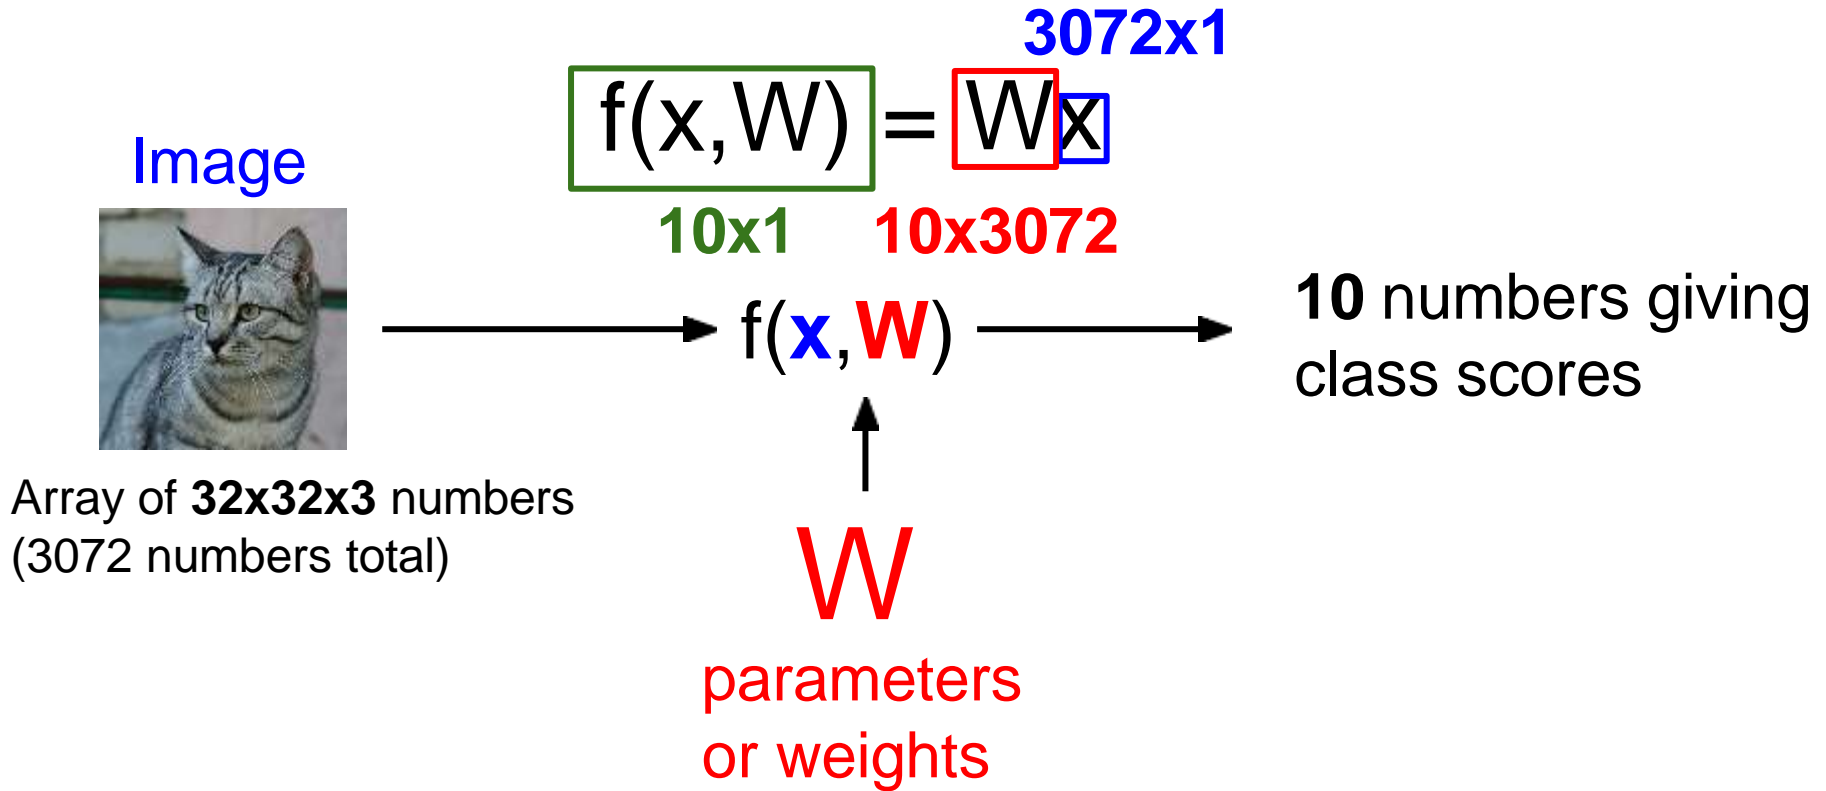 3072x1
f(x,W) = Wx
Image
10x1
10x3072
f(x,W)
10 numbers giving
class scores
Array of 32x32x3 numbers
(3072 numbers total)
W
parameters
or weights